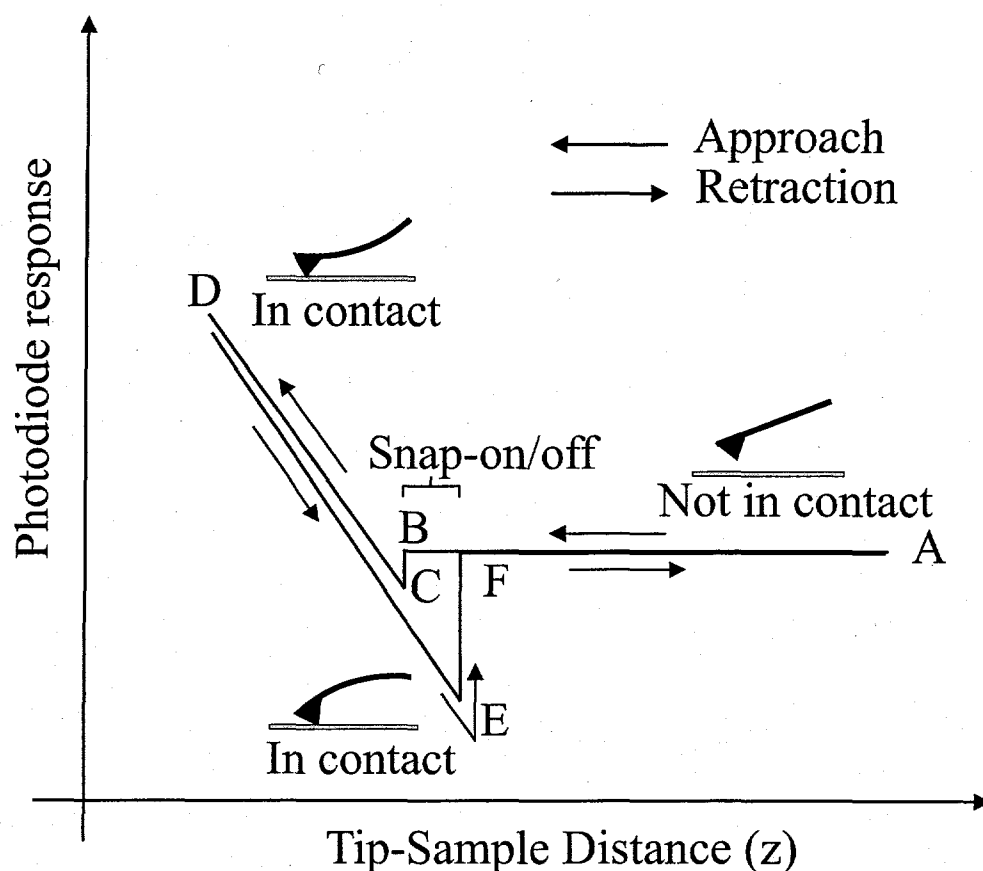 Approach
Retraction
D
In contact
Snap-on/off
Not in contact
B
A
C
F
E
In contact
Photodiode response
Tip-Sample Distance (z)